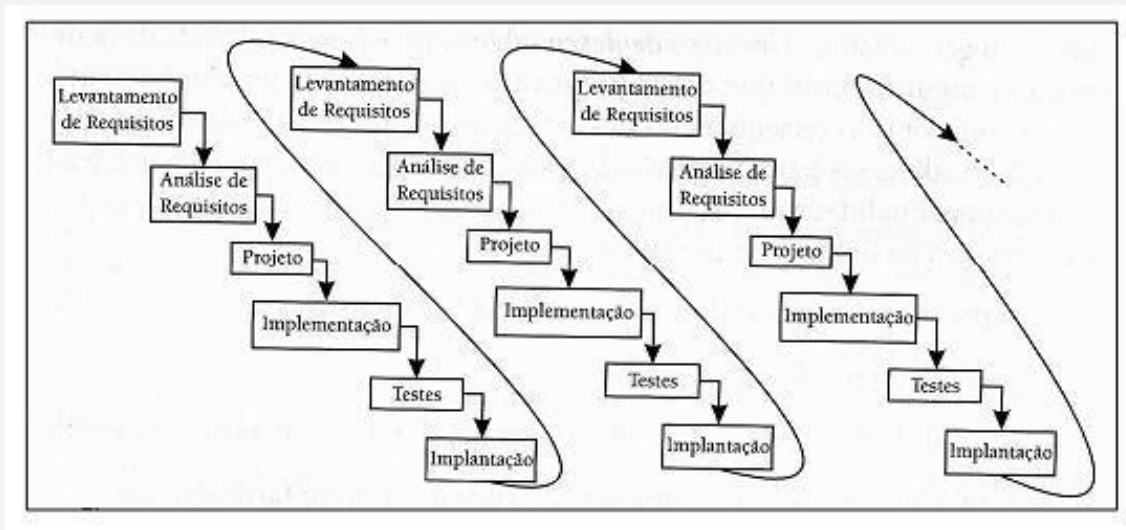 Levantamento
de Requisitos
Análise de
Requisitos
Projeto
Implementação
Testes
Implantação
Levantamento
de Requisitos
Análise de
Requisitos
Projeto
Implementação
Testes
Implantação
Levantamento
de Requisitos
Análise de
Requisitos
Projeto
Implementação
Testes
Implantação